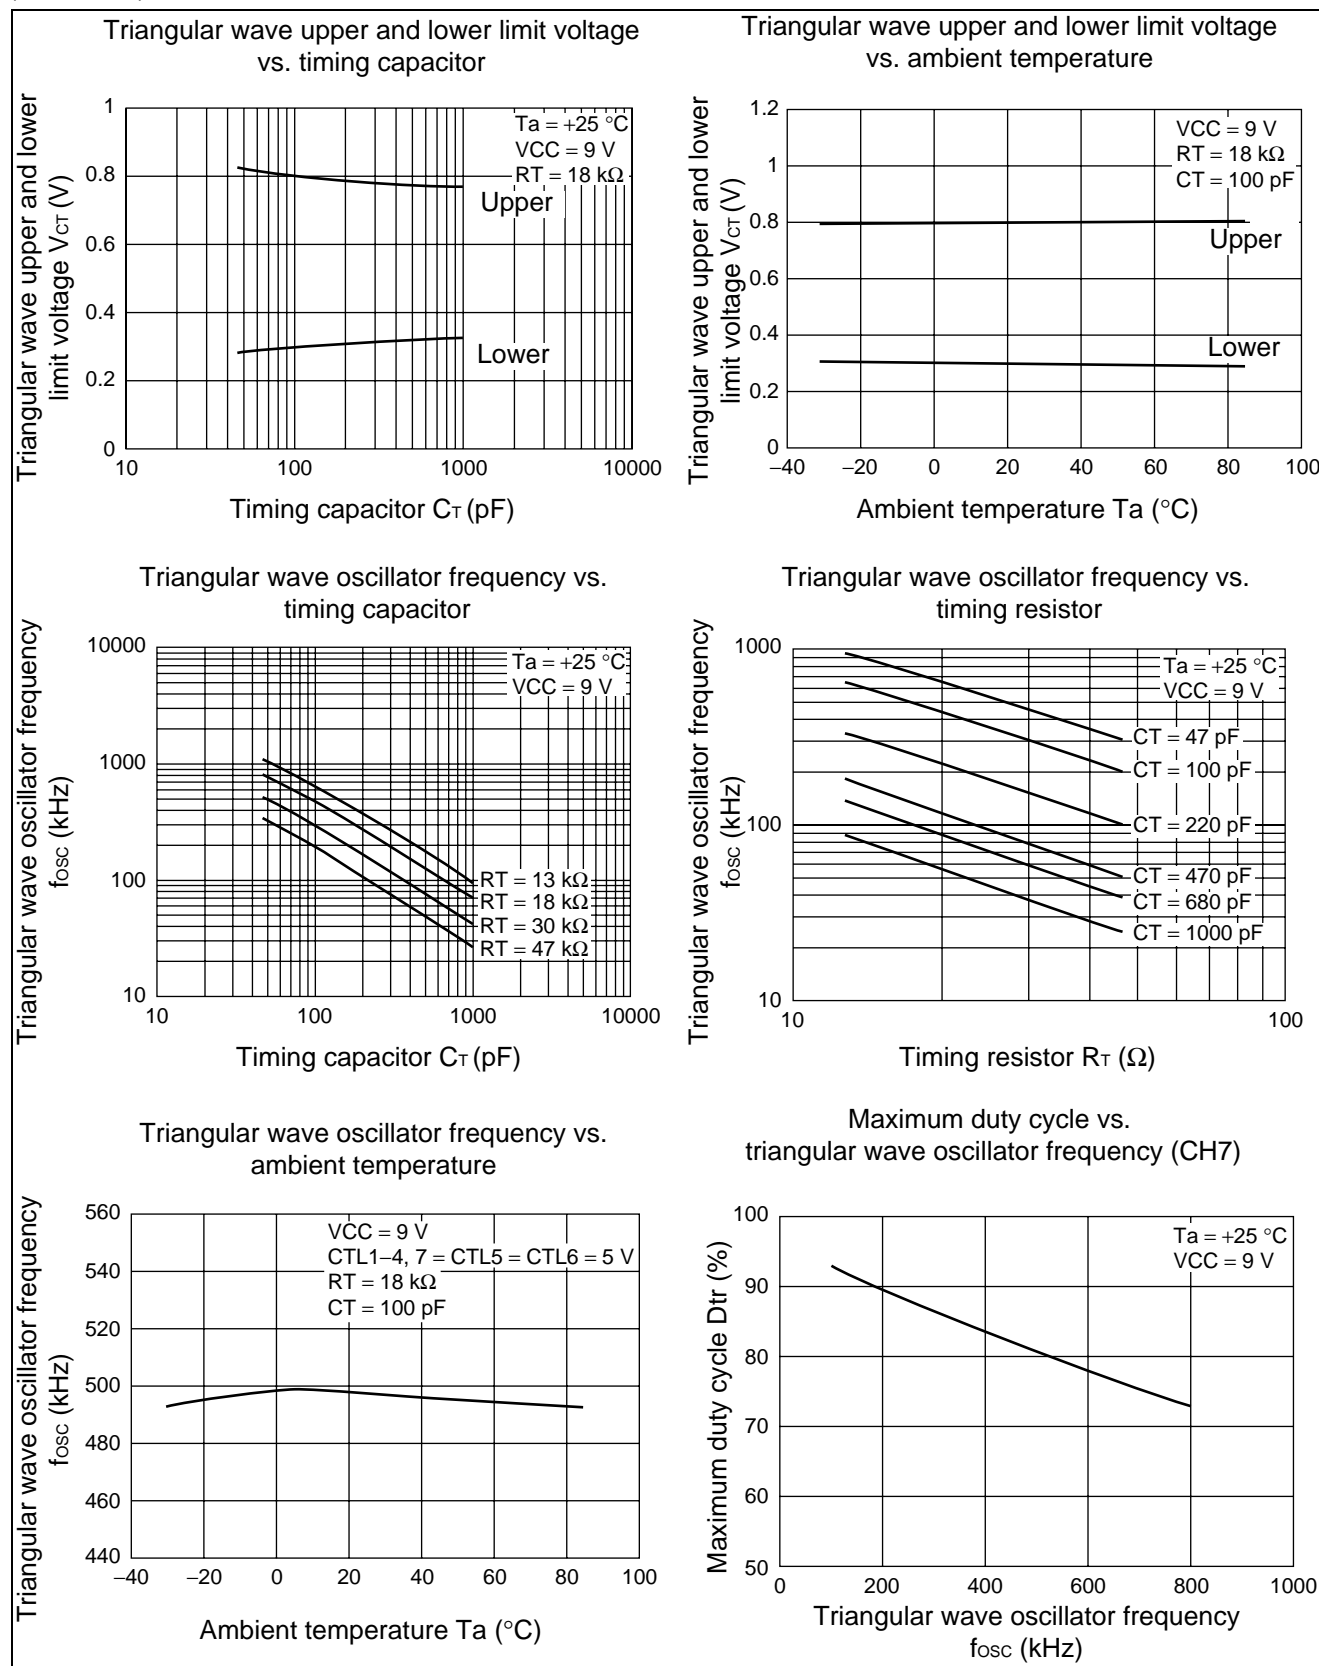 Triangular wave upper and lower limit voltage
vs. timing capacitor
Triangular wave upper and lower
limit voltage VCT (V)
1
0.8
0.6
0.4
0.2
0
Ta = +25 °C
VCC = 9 V
RT = 18 kΩ
Upper
Lower
10
100
1000
10000
Timing capacitor CT (pF)
Triangular wave upper and lower limit voltage
vs. ambient temperature
Triangular wave upper and lower
limit voltage VCT (V)
1.2
1
0.8
0.6
0.4
0.2
0
VCC = 9 V
RT = 18 kΩ
CT = 100 pF
Upper
Lower
−40
−20
0
20
40
60
80
100
Ambient temperature Ta (°C)
Triangular wave oscillator frequency vs.
timing capacitor
Triangular wave oscillator frequency
fOSC (kHz)
10000
1000
100
10
Ta = +25 °C
VCC = 9 V
RT = 13 kΩ
RT = 18 kΩ
RT = 30 kΩ
RT = 47 kΩ
10
100
1000
10000
Timing capacitor CT (pF)
Triangular wave oscillator frequency vs.
timing resistor
Triangular wave oscillator frequency
fOSC (kHz)
1000
100
10
Ta = +25 °C
VCC = 9 V
CT = 47 pF
CT = 100 pF
CT = 220 pF
CT = 470 pF
CT = 680 pF
CT = 1000 pF
10
100
Timing resistor RT (Ω)
Triangular wave oscillator frequency vs.
ambient temperature
Triangular wave oscillator frequency
fOSC (kHz)
560
540
520
500
480
460
440
VCC = 9 V
CTL1−4, 7 = CTL5 = CTL6 = 5 V
RT = 18 kΩ
CT = 100 pF
−40
−20
0
20
40
60
80
100
Ambient temperature Ta (°C)
Maximum duty cycle vs.
triangular wave oscillator frequency (CH7)
Maximum duty cycle Dtr (%)
100
90
80
70
60
50
Ta = +25 °C
VCC = 9 V
0
200
400
600
800
1000
Triangular wave oscillator frequency
fOSC (kHz)